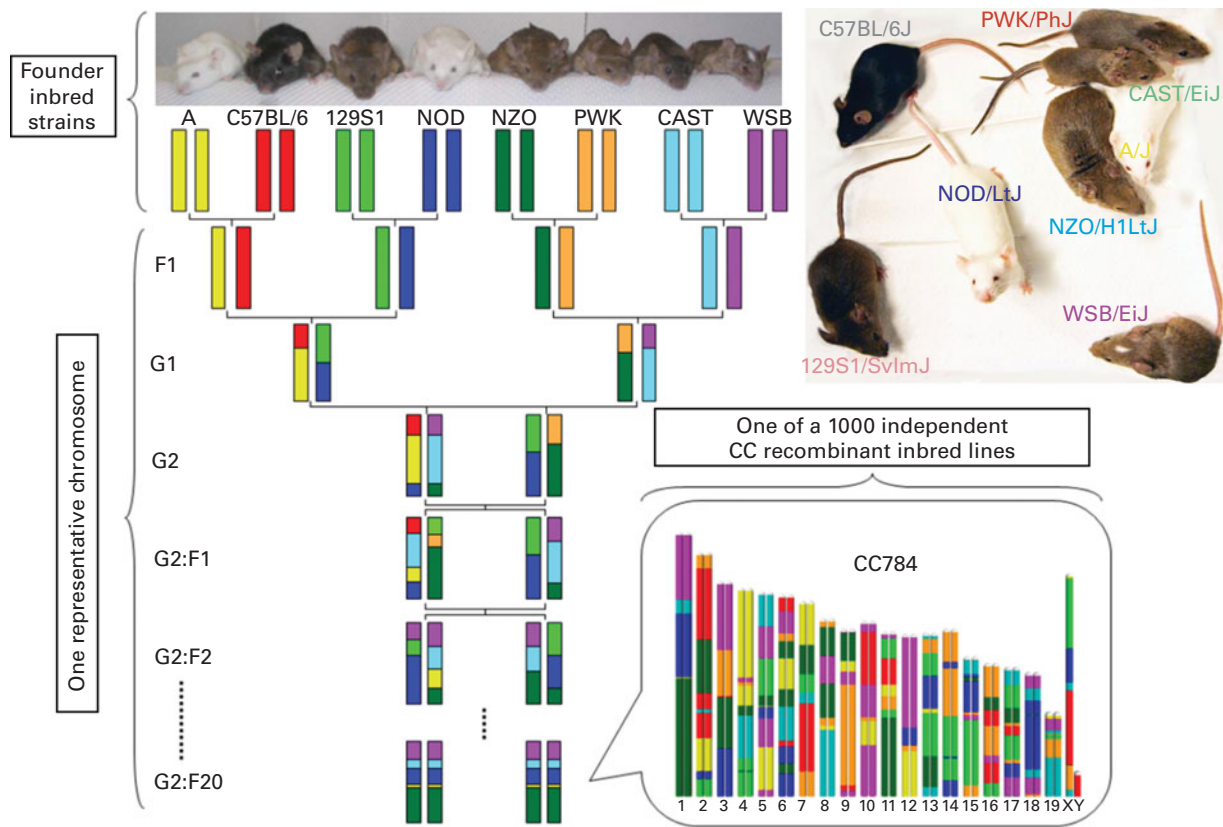 Founder
inbred
strains
A C57BL/6 129S1 NOD NZO PWK CAST WSB
F1
G1
G2
G2:F1
G2:F2
G2:F20
One representative chromosome
C57BL/6J
PWK/PhJ
CAST/EiJ
A/J
NOD/LtJ
NZO/H1LtJ
WSB/EiJ
129S1/SvImJ
One of a 1000 independent
CC recombinant inbred lines
CC784
1 2 3 4 5 6 7 8 9 10 11 12 13 14 15 16 17 18 19 XY